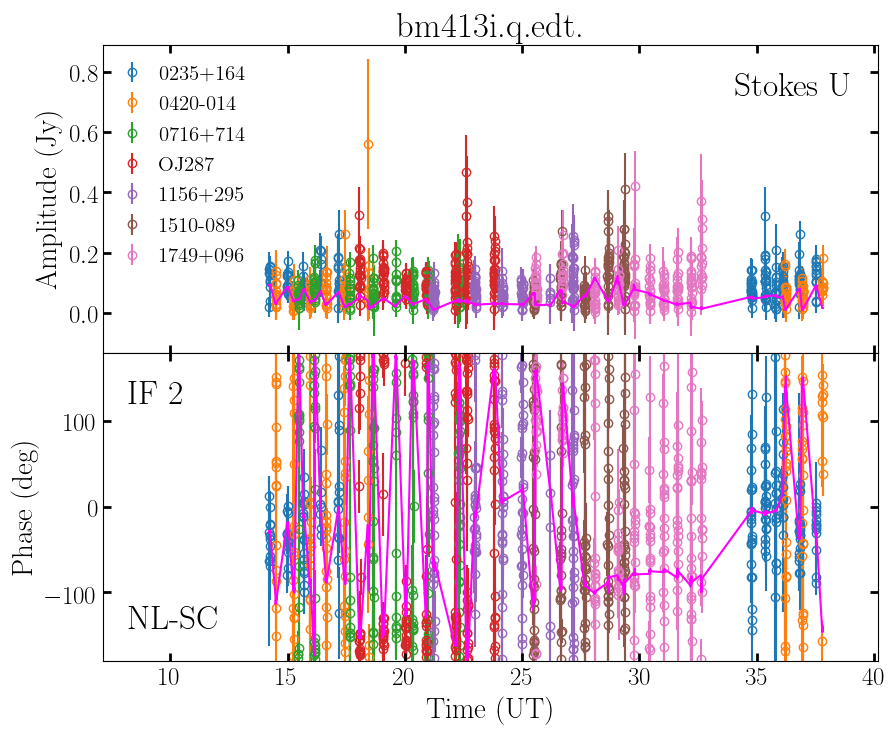 bm413i.q.edt.
Stokes U
Amplitude (Jy)
0.8
0.6
0.4
0.2
0.0
0235+164
0420-014
0716+714
OJ287
1156+295
1510-089
1749+096
IF 2
NL-SC
Phase (deg)
100
0
−100
10 15 20 25 30 35 40
Time (UT)